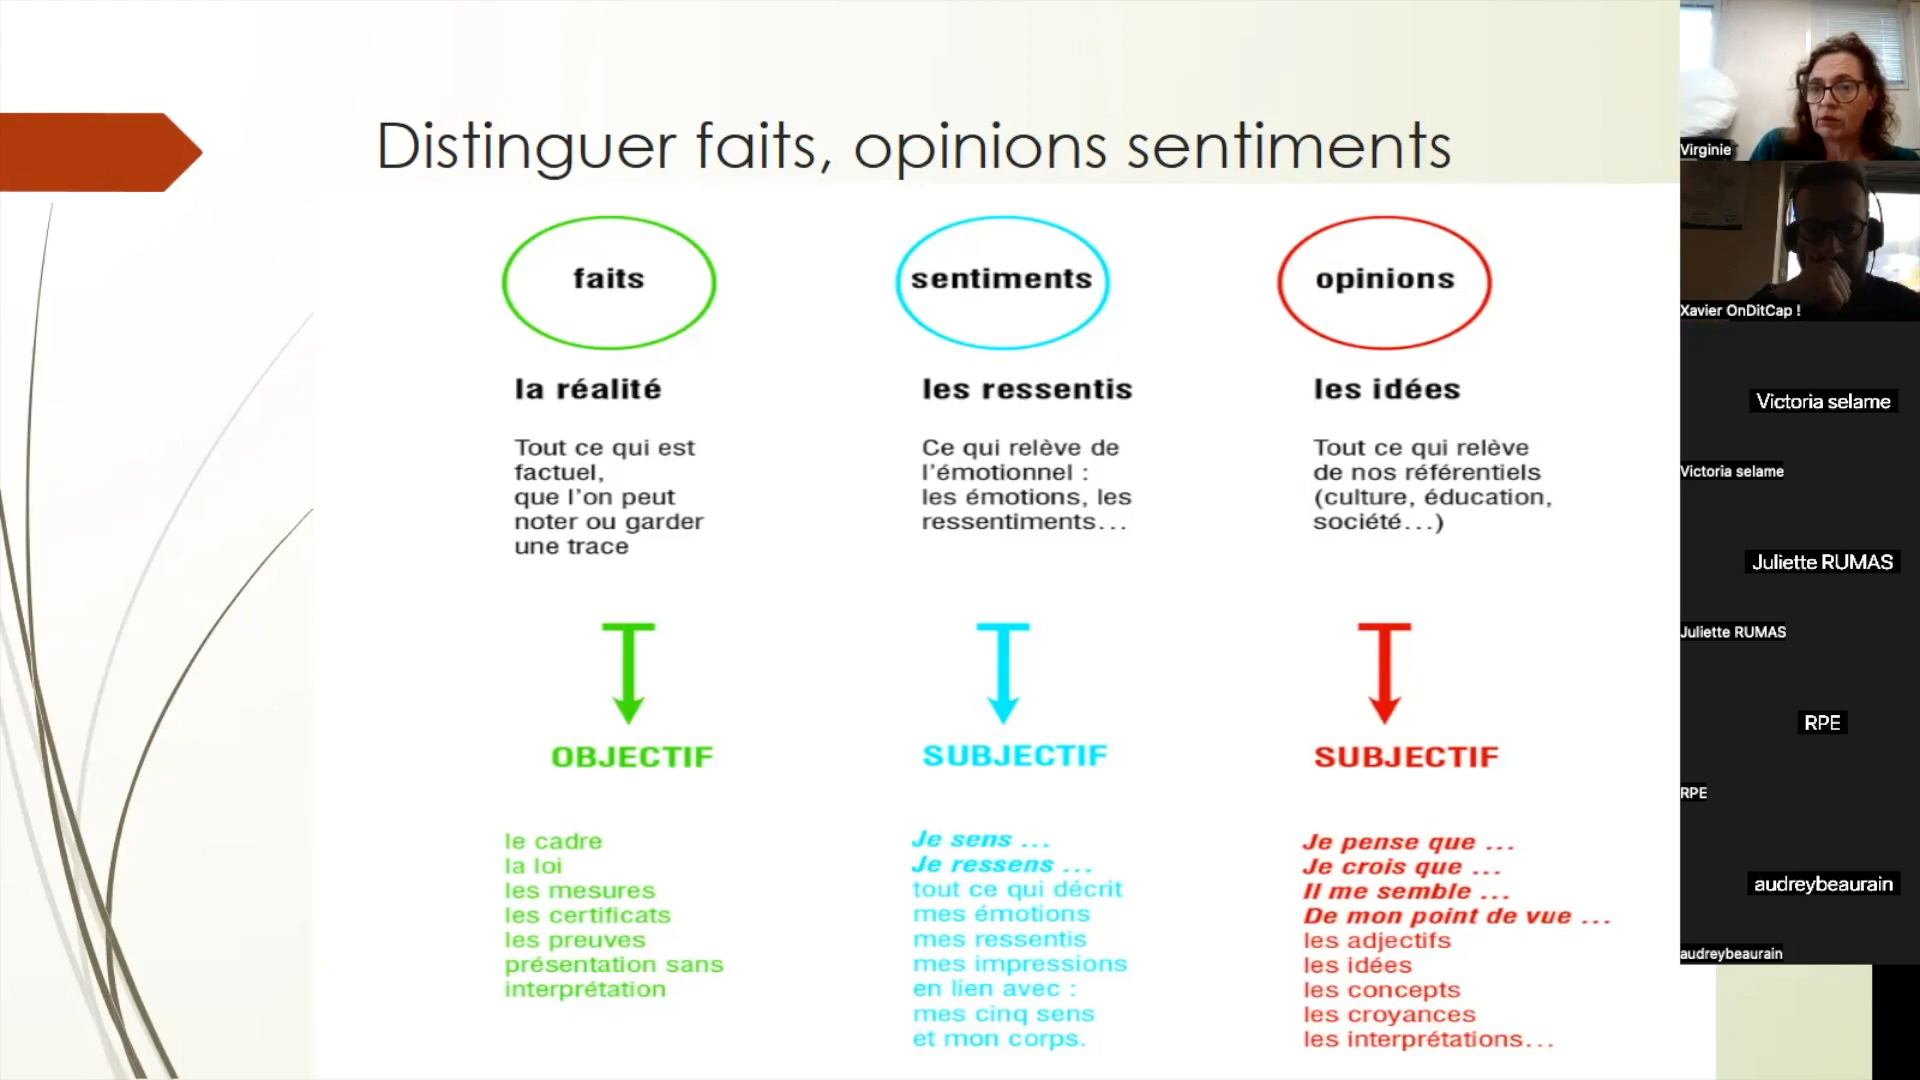 Distinguer faits, opinions sentiments
faits
la réalité
Tout ce qui est
factuel,
que l'on peut
noter ou garder
une trace
OBJECTIF
le cadre
la loi
les mesures
les certificats
les preuves
présentation sans
interprétation
sentiments
les ressentis
Ce qui relève de
l'émotionnel :
les émotions, les
ressentiments...
SUBJECTIF
Je sens ...
Je ressens ...
tout ce qui décrit
mes émotions
mes ressentis
mes impressions
en lien avec :
mes cinq sens
et mon corps.
opinions
les idées
Tout ce qui relève
de nos référentiels
(culture, éducation,
société...)
SUBJECTIF
Je pense que ...
Je crois que ...
Il me semble ...
De mon point de vue ...
les adjectifs
les idées
les concepts
les croyances
les interprétations...
Virginie
Xavier OnDitCap !
Victoria selame
Victoria selame
Juliette RUMAS
Juliette RUMAS
RPE
RPE
audreybeaurain
audreybeaurain